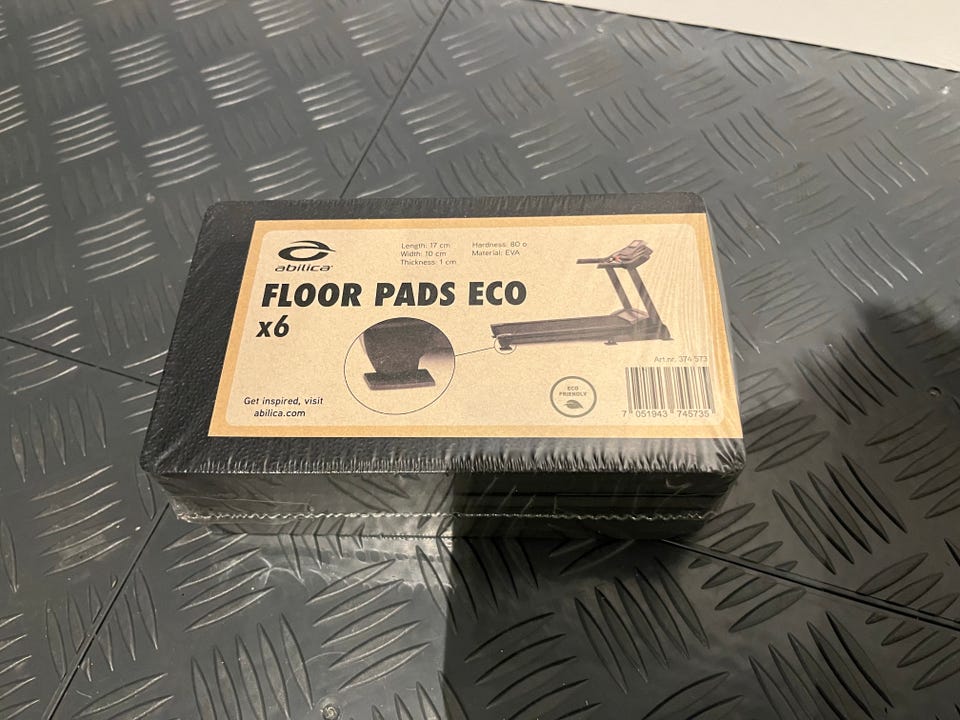 abilica
Length: 17 cm
Width: 10 cm
Thickness: 1 cm
Hardness: 80 o
Material: EVA
FLOOR PADS ECO
x6
Get inspired, visit
abilica.com
ECO
FRIENDLY
Art.nr. 374 573
7 051943 745735